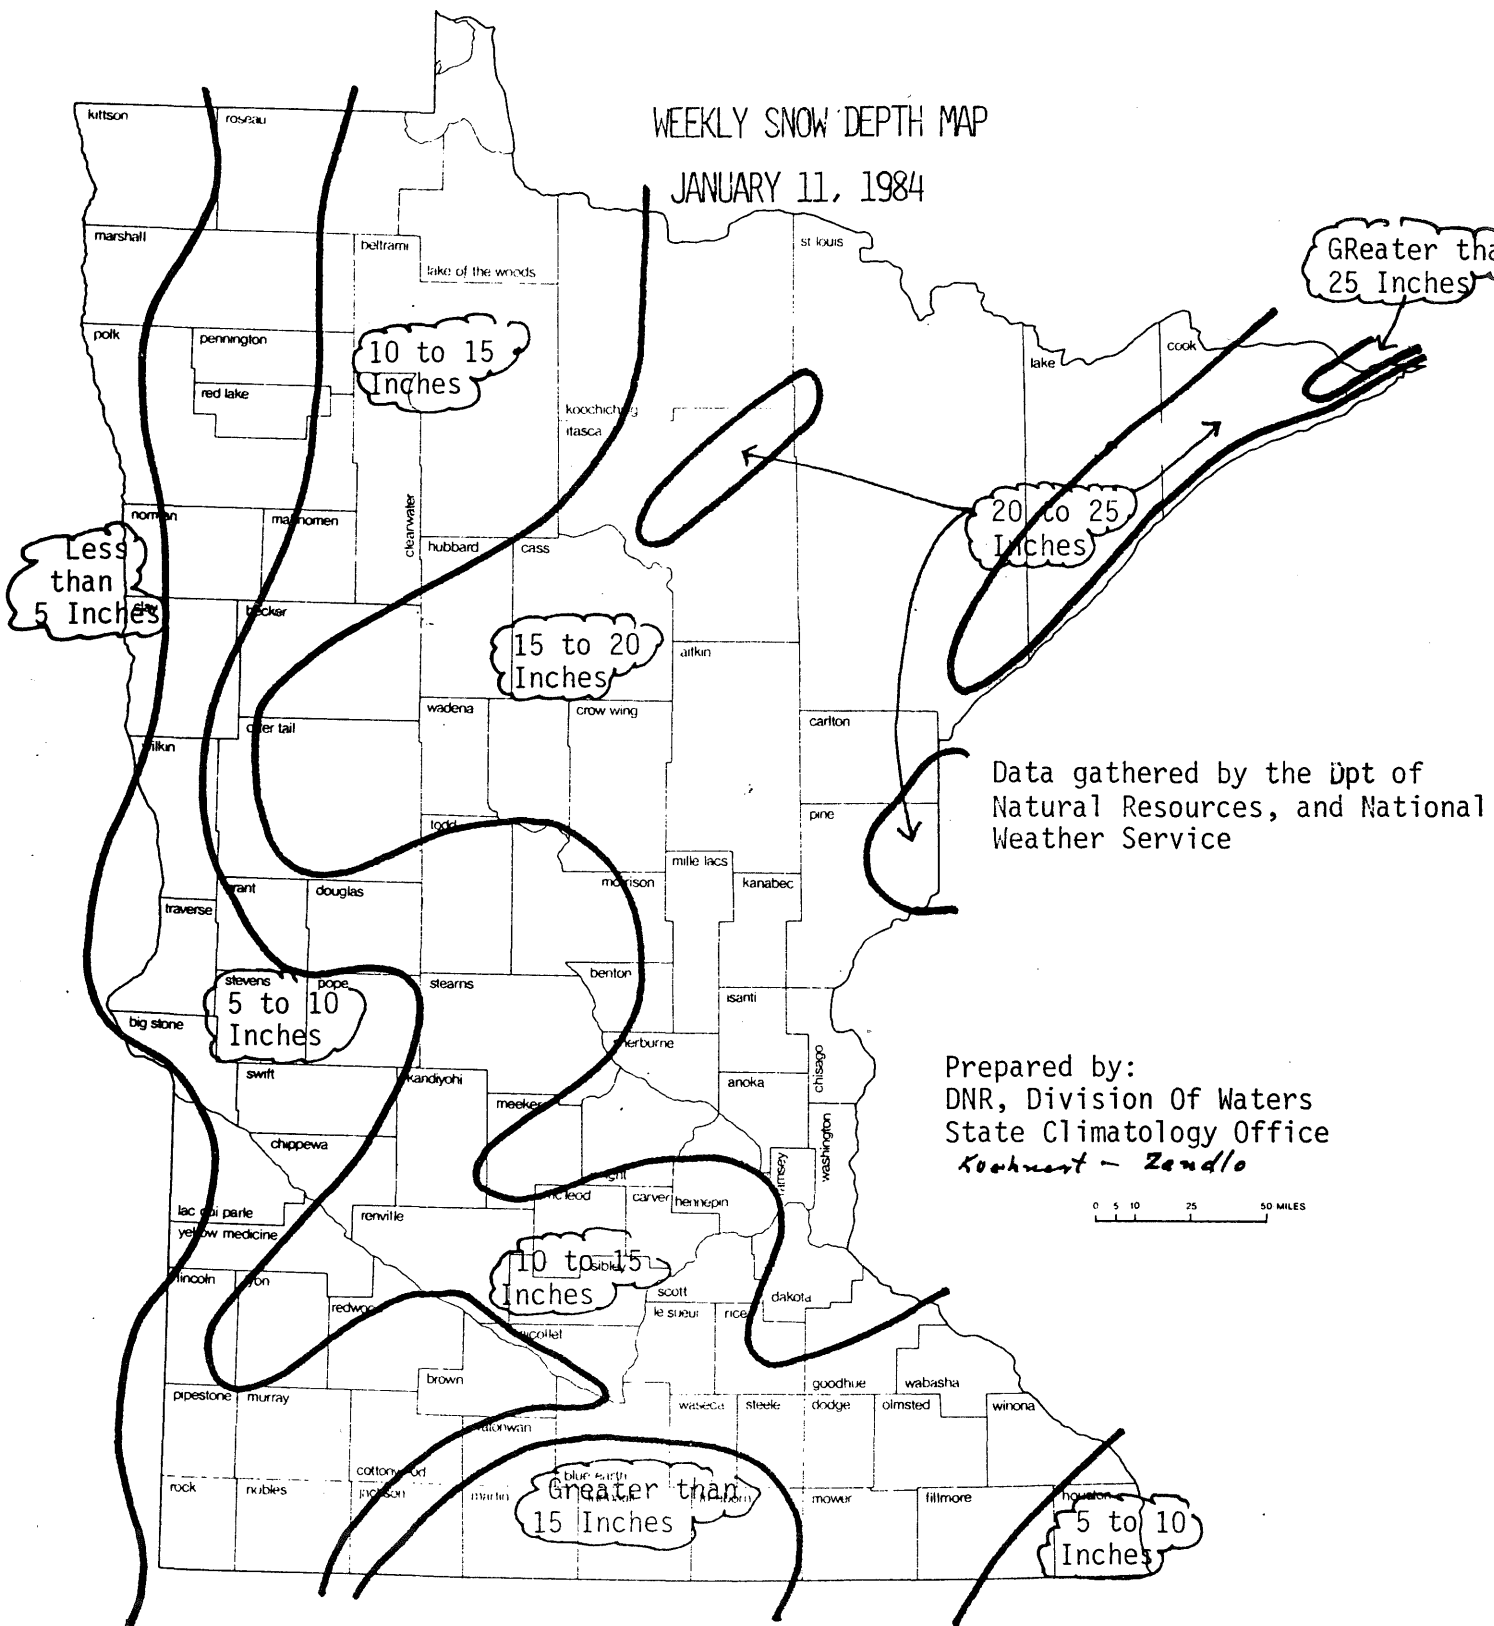 WEEKLY SNOW DEPTH MAP
JANUARY 11, 1984
kittson
roseau
marshall
beltrami
lake of the woods
st louis
GReater tha
25 Inches
polk
pennington
red lake
10 to 15
Inches
koochiching
itasca
lake
cook
norman
mahnomen
clearwater
hubbard
cass
20 to 25
Inches
Less
than
5 Inches
clay
becker
15 to 20
Inches
aitkin
wadena
crow wing
carlton
wilkin
otter tail
Data gathered by the Dpt of
Natural Resources, and National
Weather Service
todd
pine
mille lacs
morrison
kanabec
grant
douglas
traverse
stevens
pope
stearns
benton
5 to 10
Inches
isanti
big stone
sherburne
chisago
swift
kandiyohi
meeker
anoka
Prepared by:
DNR, Division Of Waters
State Climatology Office
Zandlo
chippewa
washington
ramsey
wright
mcleod
carver
hennepin
lac qui parle
yellow medicine
renville
0 5 10 25 50 MILES
10 to 15
Inches
sibley
lincoln
lyon
redwood
scott
dakota
le sueur
rice
nicollet
brown
pipestone
murray
goodhue
wabasha
waseca
steele
dodge
olmsted
winona
watonwan
cottonwood
blue earth
rock
nobles
jackson
martin
Greater than
15 Inches
mower
fillmore
houston
5 to 10
Inches